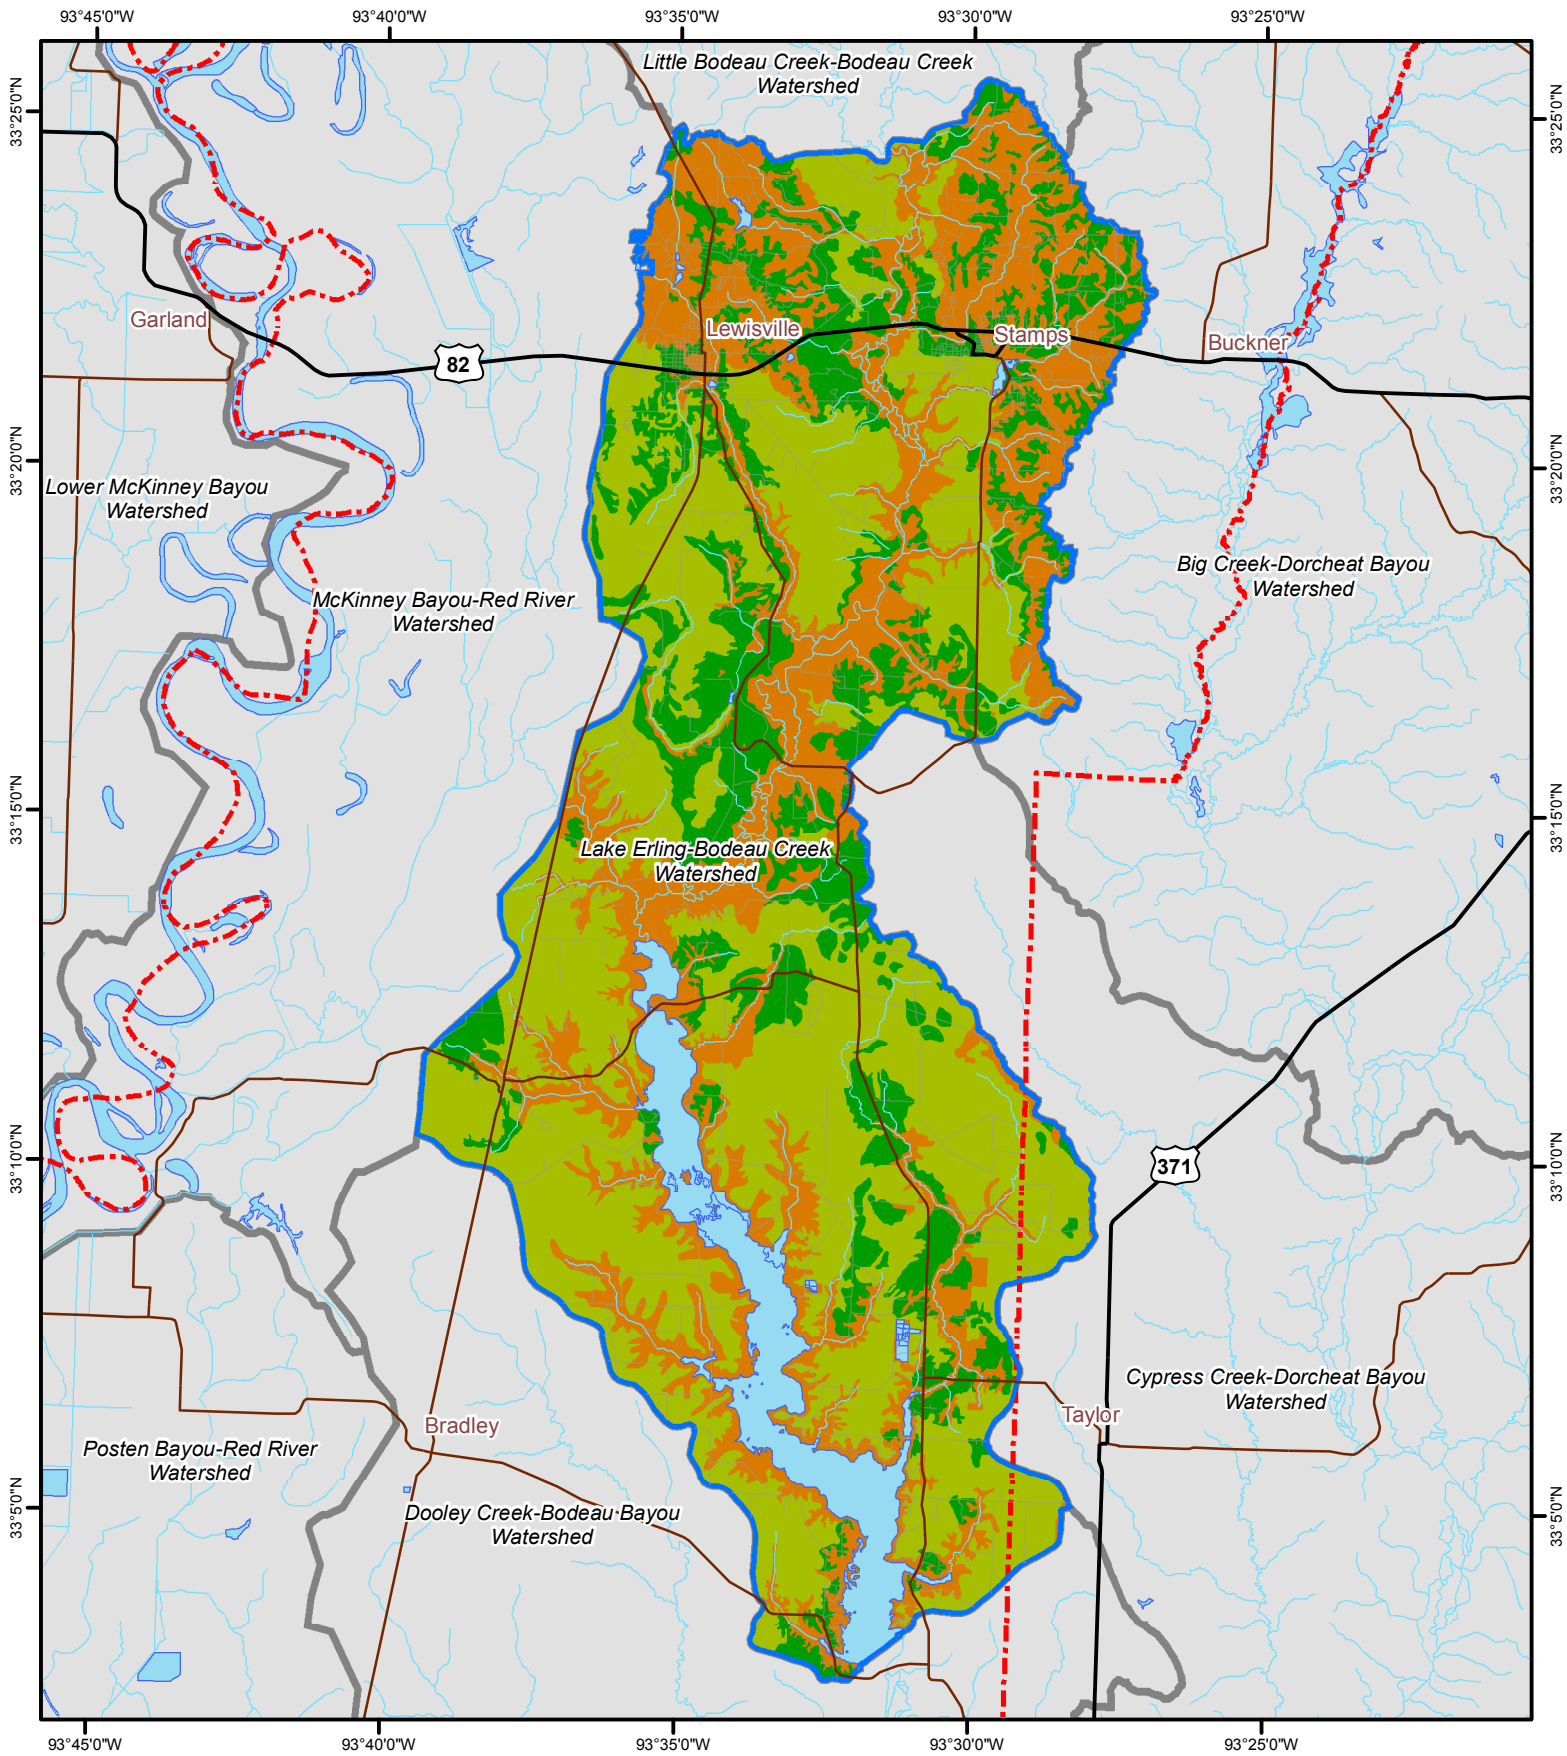 93°45'0"W
93°40'0"W
93°35'0"W
93°30'0"W
93°25'0"W
Little Bodeau Creek-Bodeau Creek
Watershed
33°25'0"N
33°25'0"N
Garland
Lewisville
Stamps
Buckner
82
33°20'0"N
33°20'0"N
Lower McKinney Bayou
Watershed
Big Creek-Dorcheat Bayou
Watershed
McKinney Bayou-Red River
Watershed
33°15'0"N
33°15'0"N
Lake Erling-Bodeau Creek
Watershed
33°10'0"N
33°10'0"N
371
Cypress Creek-Dorcheat Bayou
Watershed
Taylor
Bradley
Posten Bayou-Red River
Watershed
33°5'0"N
33°5'0"N
Dooley Creek-Bodeau Bayou
Watershed
93°45'0"W
93°40'0"W
93°35'0"W
93°30'0"W
93°25'0"W